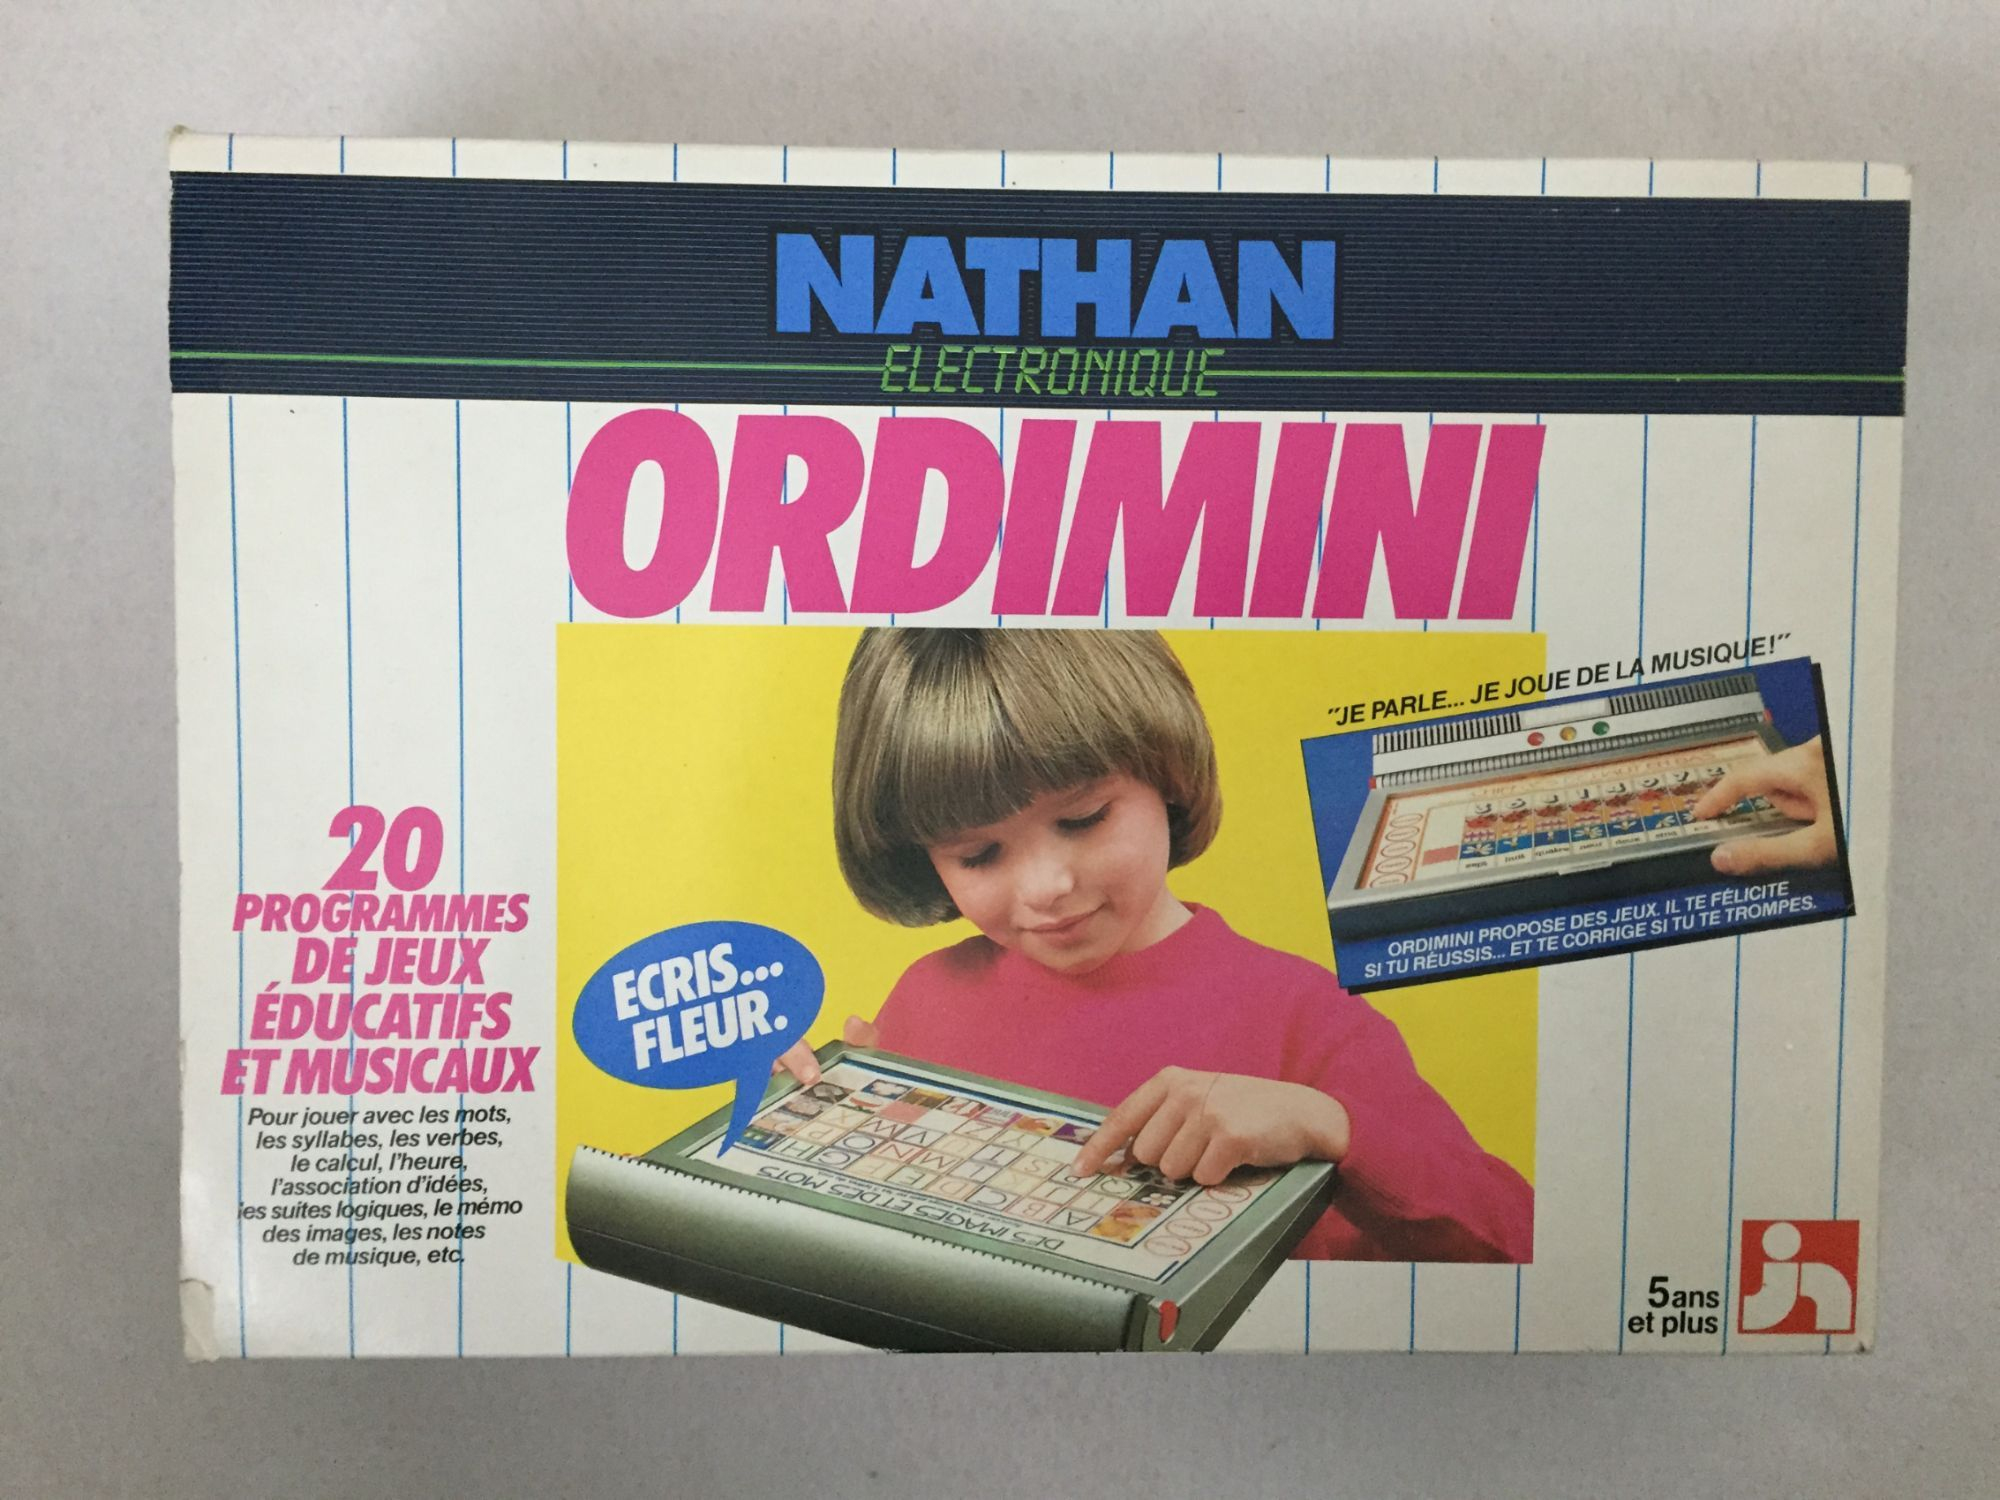 NATHAN
ELECTRONIQUE
ORDIMINI
"JE PARLE... JE JOUE DE LA MUSIQUE!"
ORDIMINI PROPOSE DES JEUX. IL TE FÉLICITE
SI TU RÉUSSIS... ET TE CORRIGE SI TU TE TROMPES.
20
PROGRAMMES
DE JEUX
ÉDUCATIFS
ET MUSICAUX
Pour jouer avec les mots,
les syllabes, les verbes,
le calcul, l'heure,
l'association d'idées,
les suites logiques, le mémo
des images, les notes
de musique, etc.
ECRIS...
FLEUR.
DES IMAGES ET DES MOTS
5 ans
et plus
jn